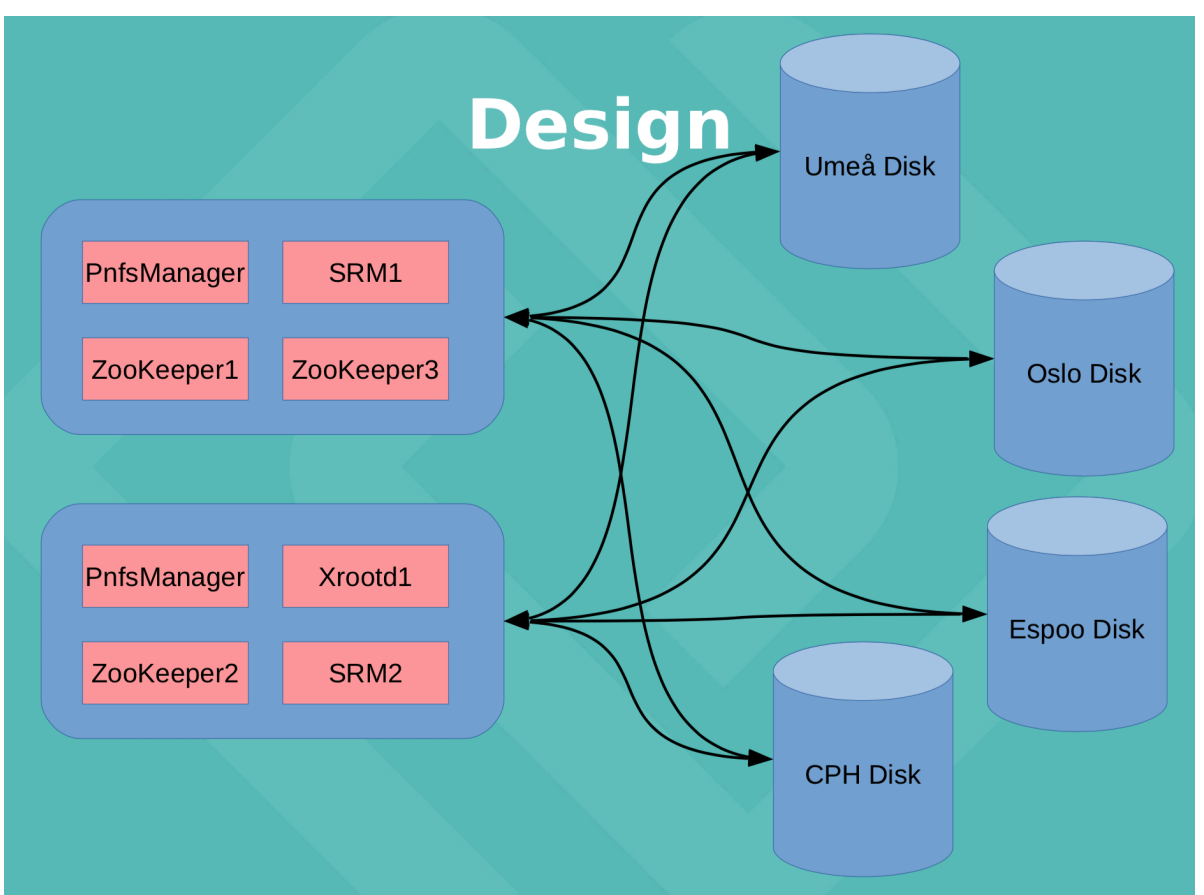 Design
PnfsManager
SRM1
ZooKeeper1
ZooKeeper3
PnfsManager
Xrootd1
ZooKeeper2
SRM2
Umeå Disk
Oslo Disk
Espoo Disk
CPH Disk